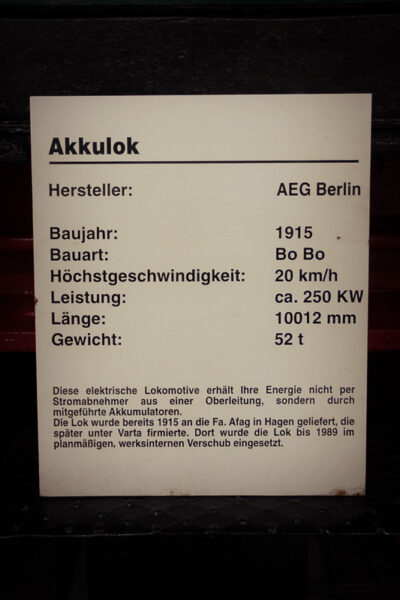 Akkulok
Hersteller: AEG Berlin
Baujahr: 1915
Bauart: Bo Bo
Höchstgeschwindigkeit: 20 km/h
Leistung: ca. 250 KW
Länge: 10012 mm
Gewicht: 52 t
Diese elektrische Lokomotive erhält Ihre Energie nicht per
Stromabnehmer aus einer Oberleitung, sondern durch
mitgeführte Akkumulatoren.
Die Lok wurde bereits 1915 an die Fa. Afag in Hagen geliefert, die
später unter Varta firmierte. Dort wurde die Lok bis 1989 im
planmäßigen, werksinternen Verschub eingesetzt.